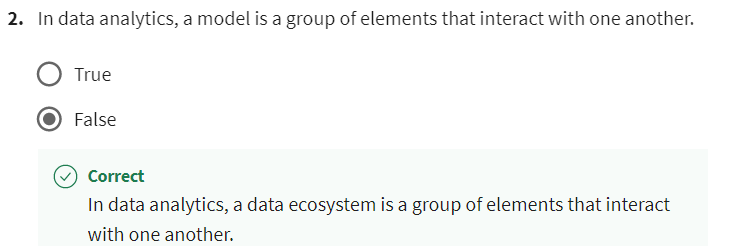 2. In data analytics, a model is a group of elements that interact with one another.
True
False
Correct
In data analytics, a data ecosystem is a group of elements that interact
with one another.